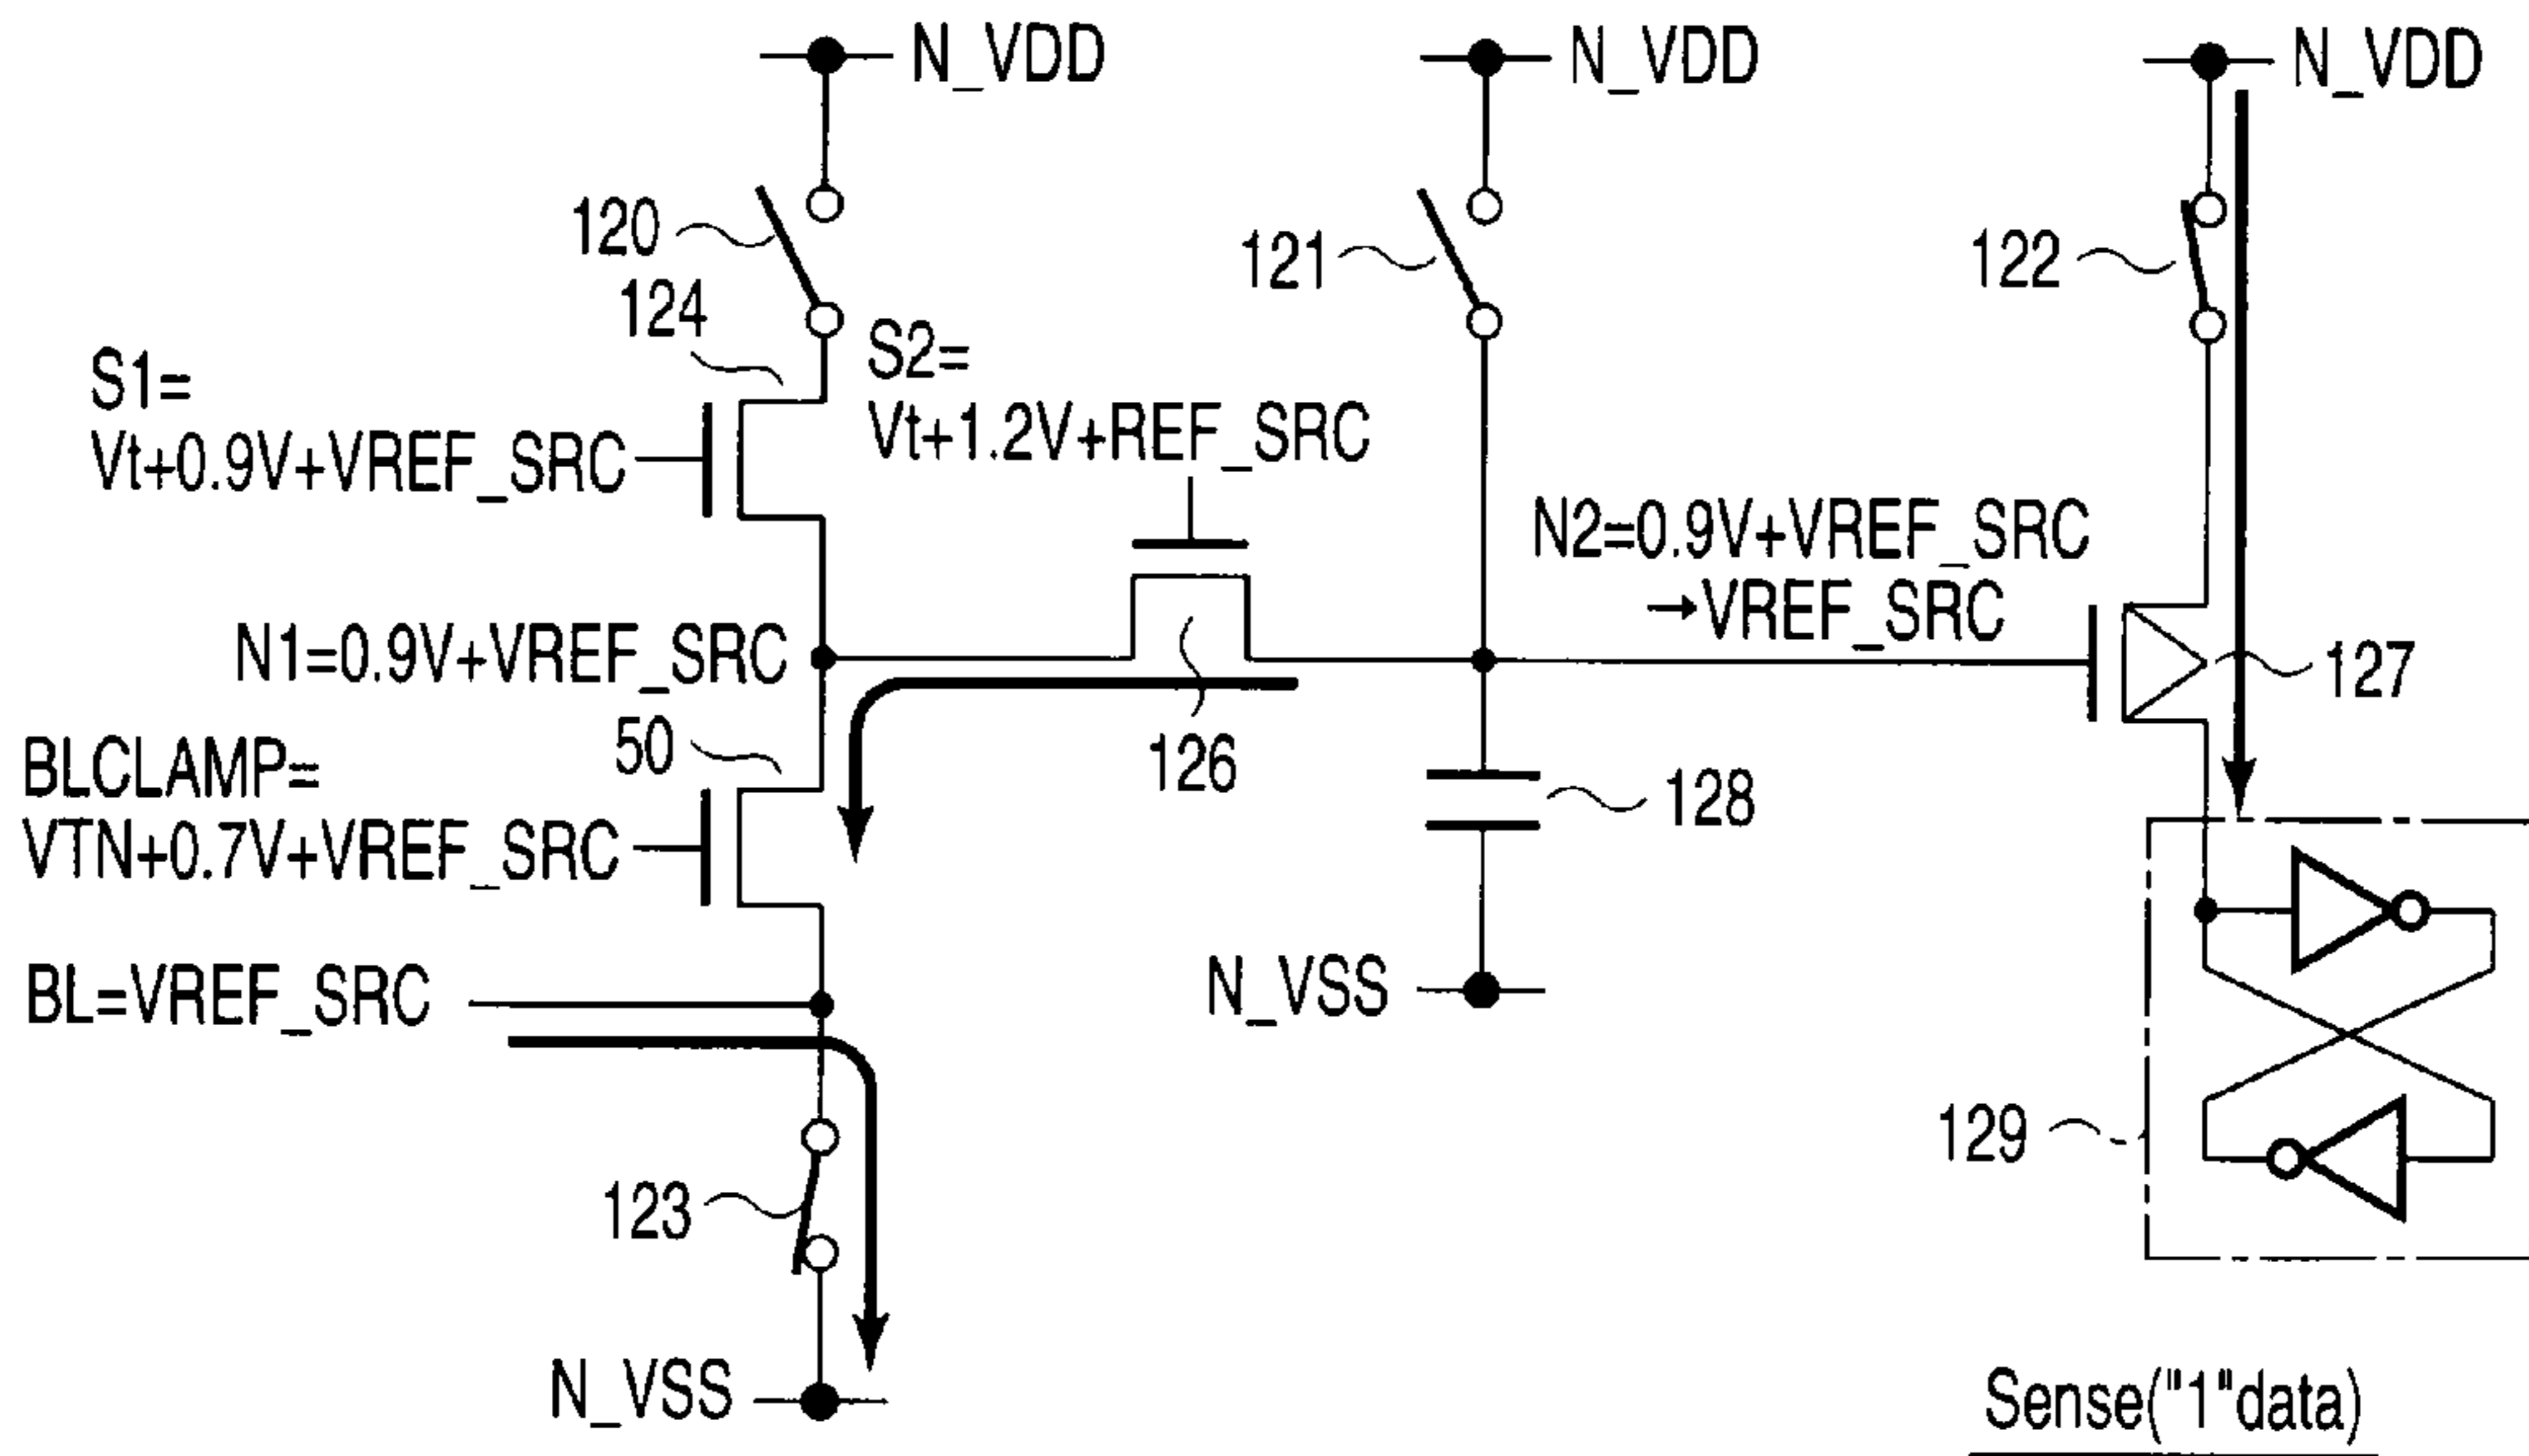 N_VDD
N_VDD
N_VDD
120
121
122
124
S1=
Vt+0.9V+VREF_SRC
S2=
Vt+1.2V+REF_SRC
N2=0.9V+VREF_SRC
→VREF_SRC
N1=0.9V+VREF_SRC
127
50
126
128
BLCLAMP=
VTN+0.7V+VREF_SRC
BL=VREF_SRC
N_VSS
129
123
N_VSS
Sense("1"data)